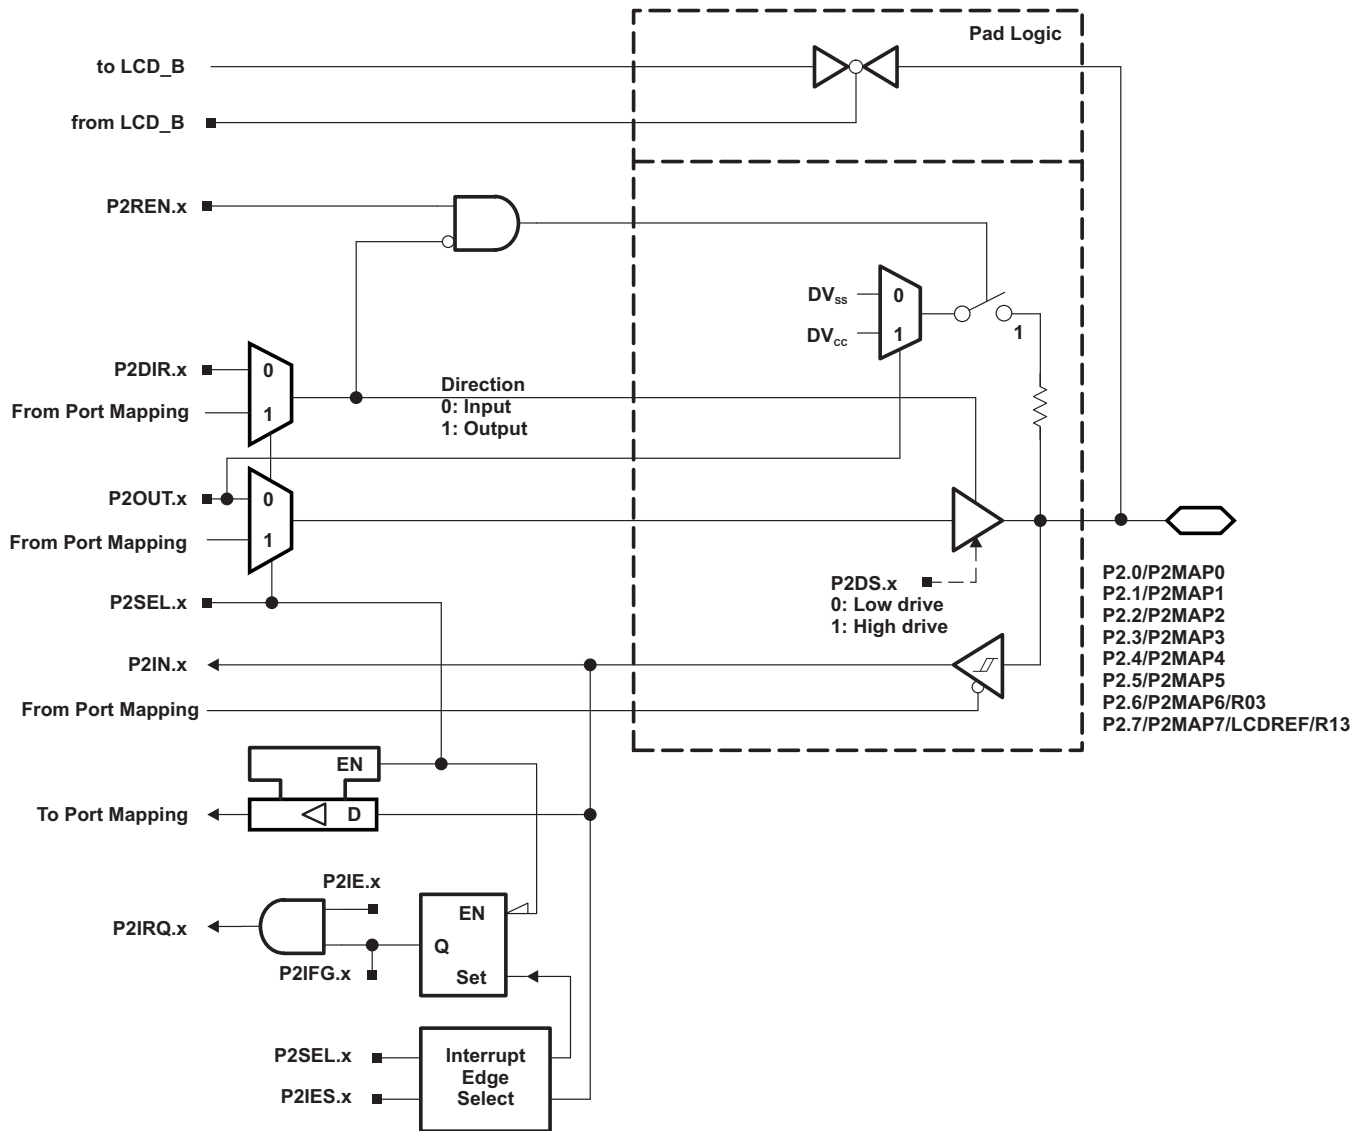 Pad Logic
to LCD_B
from LCD_B
P2REN.x
DVSS
0
DVCC
1
1
P2DIR.x
0
From Port Mapping
1
Direction
0: Input
1: Output
P2OUT.x
0
From Port Mapping
1
P2SEL.x
P2DS.x
0: Low drive
1: High drive
P2.0/P2MAP0
P2.1/P2MAP1
P2.2/P2MAP2
P2.3/P2MAP3
P2.4/P2MAP4
P2.5/P2MAP5
P2.6/P2MAP6/R03
P2.7/P2MAP7/LCDREF/R13
P2IN.x
From Port Mapping
EN
To Port Mapping
D
P2IE.x
P2IRQ.x
EN
Q
P2IFG.x
Set
P2SEL.x
P2IES.x
Interrupt
Edge
Select